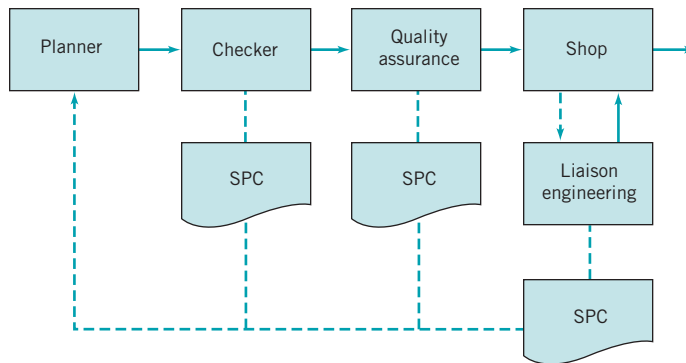 Planner
Checker
Quality
assurance
Shop
SPC
SPC
Liaison
engineering
SPC